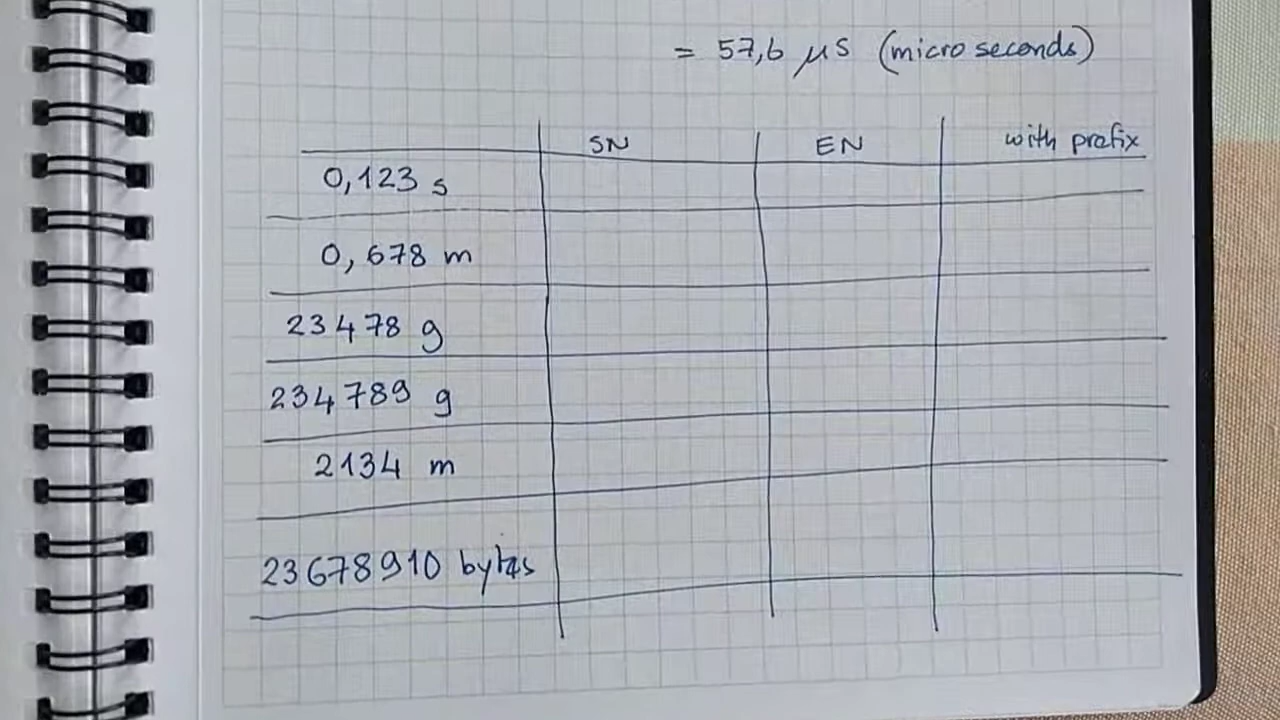 = 57,6 μs (micro seconds)
SN EN with prefix
0,123 s
0,678 m
23478 g
234789 g
2134 m
23678910 bytes